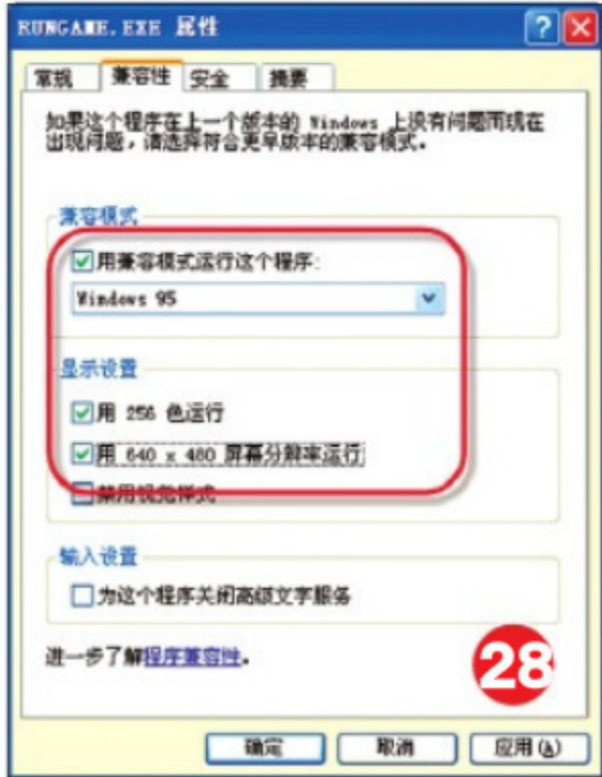 RUNGAME.EXE 属性
常规 兼容性 安全 摘要
如果这个程序在上一个版本的 Windows 上没有问题而现在
出现问题，请选择符合更早版本的兼容模式。
兼容模式
用兼容模式运行这个程序:
Windows 95
显示设置
用 256 色运行
用 640 x 480 屏幕分辨率运行
禁用视觉样式
输入设置
为这个程序关闭高级文字服务
进一步了解程序兼容性。
28
确定 取消 应用(A)